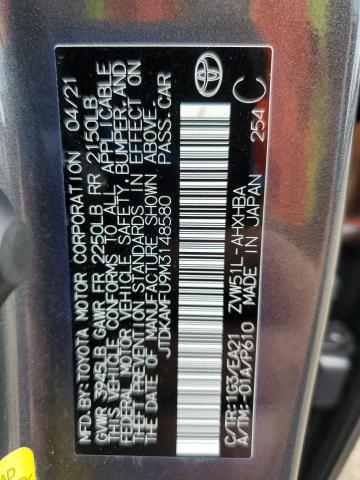 MFD.BY:TOYOTA MOTOR CORPORATION 04/21
GVWR 3945LB GAWR FR 2250LB RR 2150LB
THIS VEHICLE CONFORMS TO ALL APPLICABLE
FEDERAL MOTOR VEHICLE SAFETY, BUMPER, AND
THEFT PREVENTION STANDARDS IN EFFECT ON
THE DATE OF MANUFACTURE SHOWN ABOVE.
JTDKAMFU9M3148580 PASS.CAR
C/TR:1G3/EA21 ZVW51L-AHXHBA
A/TM:-01A/P610 MADE IN JAPAN
254 C